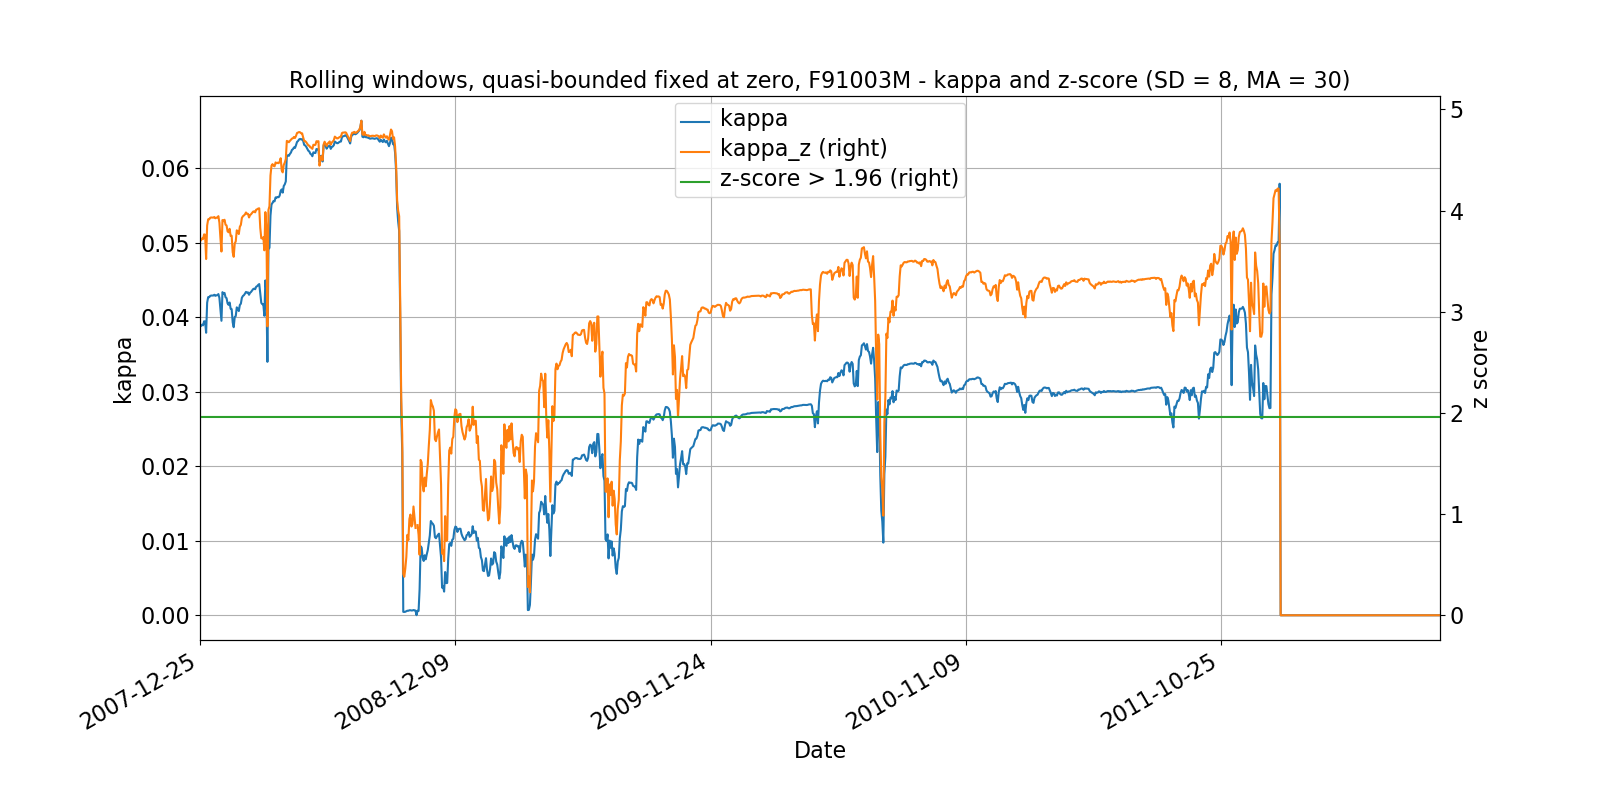 Rolling windows, quasi-bounded fixed at zero, F91003M - kappa and z-score (SD = 8, MA = 30)
kappa
kappa_z (right)
z-score > 1.96 (right)
0.06
0.05
0.04
0.03
0.02
0.01
0.00
kappa
5
4
3
2
1
0
z score
2007-12-25
2008-12-09
2009-11-24
2010-11-09
2011-10-25
Date